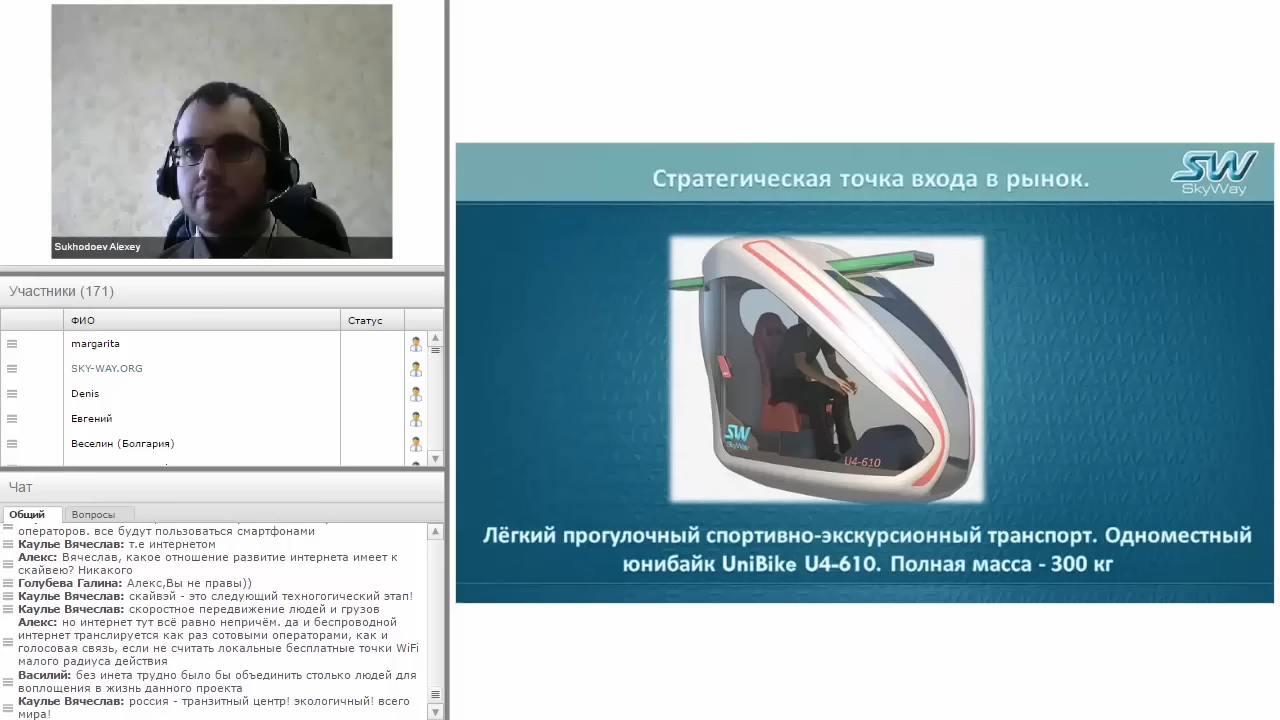 Sukhodoev Alexey
Участники (171)
ФИО
Статус
margarita
SKY-WAY.ORG
Denis
Евгений
Веселин (Болгария)
Чат
Общий
Вопросы
операторов. все будут пользоваться смартфонами
Каулье Вячеслав: т.е интернетом
Алекс: Вячеслав, какое отношение развитие интернета имеет к
скайвею? Никакого
Голубева Галина: Алекс,Вы не правы))
Каулье Вячеслав: скайвэй - это следующий техногогический этап!
Каулье Вячеслав: скоростное передвижение людей и грузов
Алекс: но интернет тут всё равно непричём. да и беспроводной
интернет транслируется как раз сотовыми операторами, как и
голосовая связь, если не считать локальные бесплатные точки WiFi
малого радиуса действия
Василий: без инета трудно было бы объединить столько людей для
воплощения в жизнь данного проекта
Каулье Вячеслав: россия - транзитный центр! экологичный! всего
мира!
Стратегическая точка входа в рынок.
SW
SkyWay
SW
SkyWay
U4-610
Лёгкий прогулочный спортивно-экскурсионный транспорт. Одноместный
юнибайк UniBike U4-610. Полная масса - 300 кг